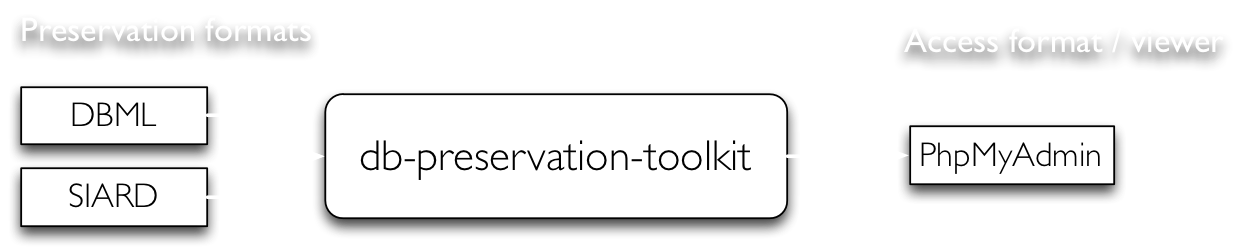 Preservation formats
Access format / viewer
DBML
db-preservation-toolkit
PhpMyAdmin
SIARD